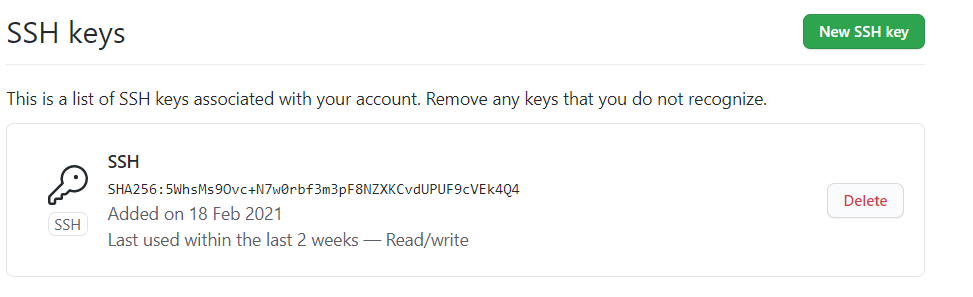 SSH keys
New SSH key
This is a list of SSH keys associated with your account. Remove any keys that you do not recognize.
SSH
SHA256:5WhsMs9Ovc+N7w0rbf3m3pF8NZXKCvdUPUF9cVEk4Q4
Added on 18 Feb 2021
Last used within the last 2 weeks — Read/write
SSH
Delete